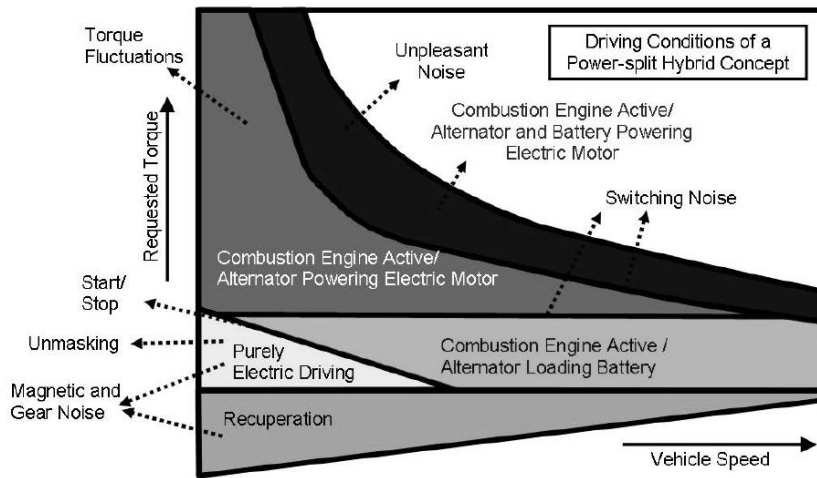 Torque
Fluctuations
Unpleasant
Noise
Driving Conditions of a
Power-split Hybrid Concept
Combustion Engine Active/
Alternator and Battery Powering
Electric Motor
Requested Torque
Switching Noise
Combustion Engine Active/
Alternator Powering Electric Motor
Start/
Stop
Unmasking
Purely
Electric Driving
Combustion Engine Active /
Alternator Loading Battery
Magnetic and
Gear Noise
Recuperation
Vehicle Speed